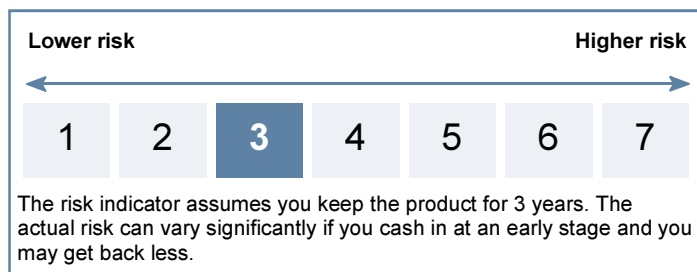 Lower risk Higher risk
1 2 3 4 5 6 7
The risk indicator assumes you keep the product for 3 years. The
actual risk can vary significantly if you cash in at an early stage and you
may get back less.